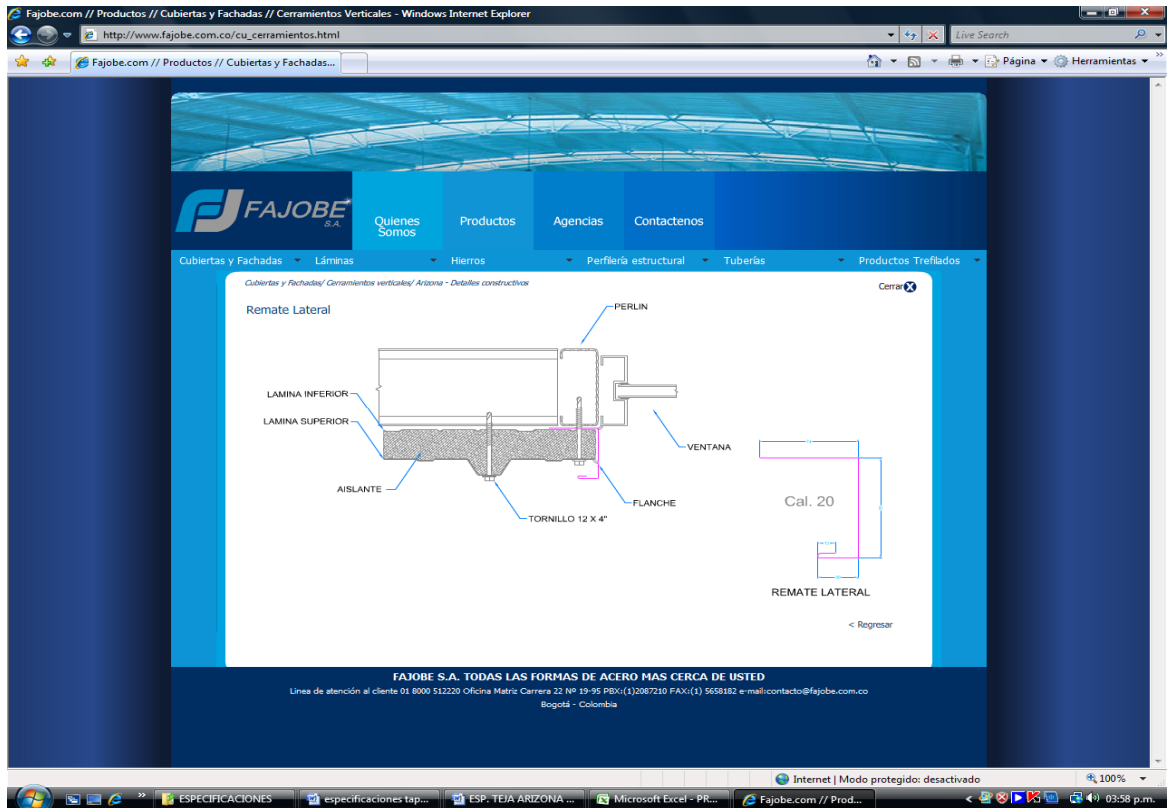 Fajobe.com // Productos // Cubiertas y Fachadas // Cerramientos Verticales - Windows Internet Explorer
http://www.fajobe.com.co/cu_cerramientos.html
Live Search
Fajobe.com // Productos // Cubiertas y Fachadas...
Página
Herramientas
FAJOBE
S.A.
Quienes Somos
Productos
Agencias
Contactenos
Cubiertas y Fachadas
Láminas
Hierros
Perfilería estructural
Tuberías
Productos Trefilados
Cubiertas y Fachadas/ Cerramientos verticales/ Arizona - Detalles constructivos
Cerrar
Remate Lateral
PERLIN
LAMINA INFERIOR
LAMINA SUPERIOR
VENTANA
AISLANTE
FLANCHE
TORNILLO 12 X 4"
Cal. 20
REMATE LATERAL
< Regresar
FAJOBE S.A. TODAS LAS FORMAS DE ACERO MAS CERCA DE USTED
Linea de atención al cliente 01 8000 512220 Oficina Matriz Carrera 22 Nº 19-95 PBX:(1)2087210 FAX:(1) 5658182 e-mail:contacto@fajobe.com.co
Bogotá - Colombia
Internet | Modo protegido: desactivado
100%
ESPECIFICACIONES
especificaciones tap...
ESP. TEJA ARIZONA ...
Microsoft Excel - PR...
Fajobe.com // Prod...
03:58 p.m.